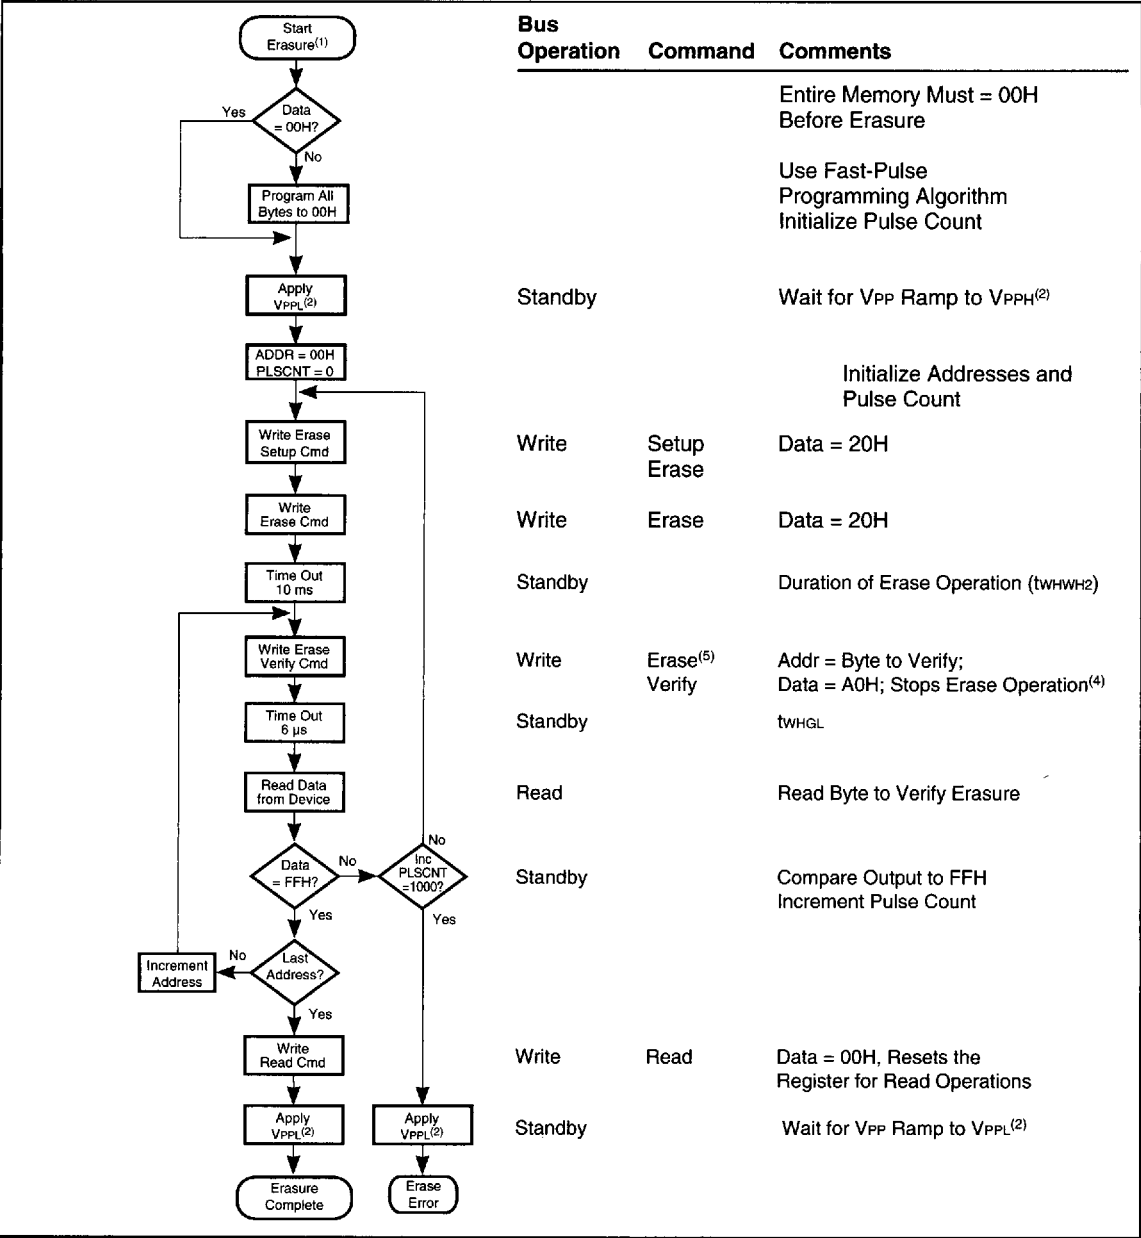 Start
Erasure(1)
Yes
Data
= 00H?
No
Program All
Bytes to 00H
Apply
VPPL(2)
ADDR = 00H
PLSCNT = 0
Write Erase
Setup Cmd
Write
Erase Cmd
Time Out
10 ms
Write Erase
Verify Cmd
Time Out
6 µs
Read Data
from Device
Data
= FFH?
No
Yes
Inc
PLSCNT
=1000?
No
Yes
Last
Address?
No
Yes
Increment
Address
Write
Read Cmd
Apply
VPPL(2)
Erasure
Complete
Apply
VPPL(2)
Erase
Error
Bus
Operation Command Comments
Entire Memory Must = 00H
Before Erasure
Use Fast-Pulse
Programming Algorithm
Initialize Pulse Count
Standby Wait for VPP Ramp to VPPH(2)
Initialize Addresses and
Pulse Count
Write Setup Data = 20H
Erase
Write Erase Data = 20H
Standby Duration of Erase Operation (tWHWH2)
Write Erase(5) Addr = Byte to Verify;
Verify Data = A0H; Stops Erase Operation(4)
Standby tWHGL
Read Read Byte to Verify Erasure
Standby Compare Output to FFH
Increment Pulse Count
Write Read Data = 00H, Resets the
Register for Read Operations
Standby Wait for VPP Ramp to VPPL(2)